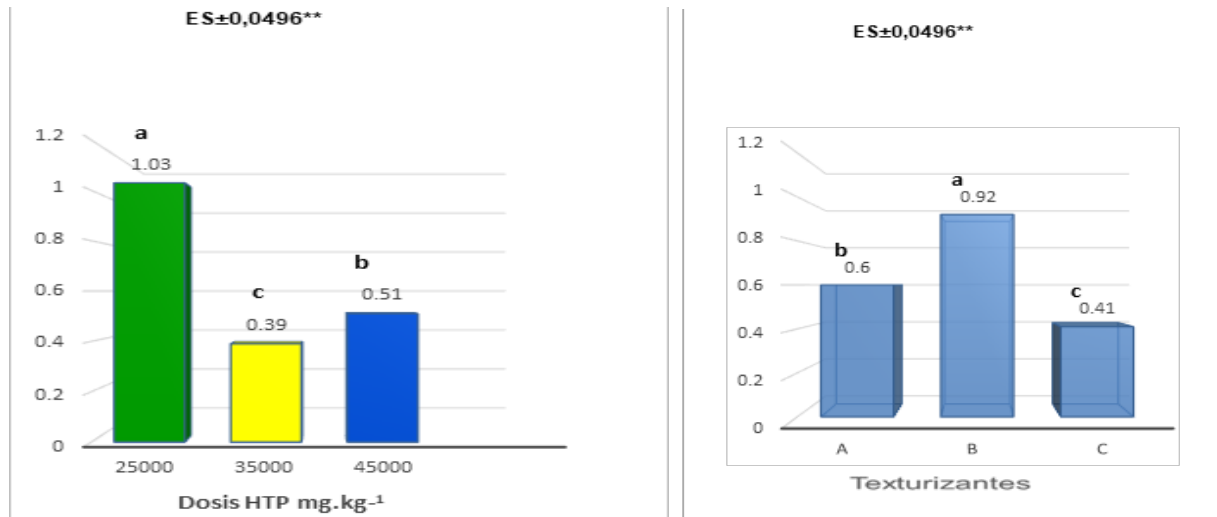 ES±0,0496**
1.2
1
0.8
0.6
0.4
0.2
0
a
1.03
c
0.39
b
0.51
25000 35000 45000
Dosis HTP mg.kg-¹
ES±0,0496**
1.2
1
0.8
0.6
0.4
0.2
0
b
0.6
a
0.92
c
0.41
A B C
Texturizantes